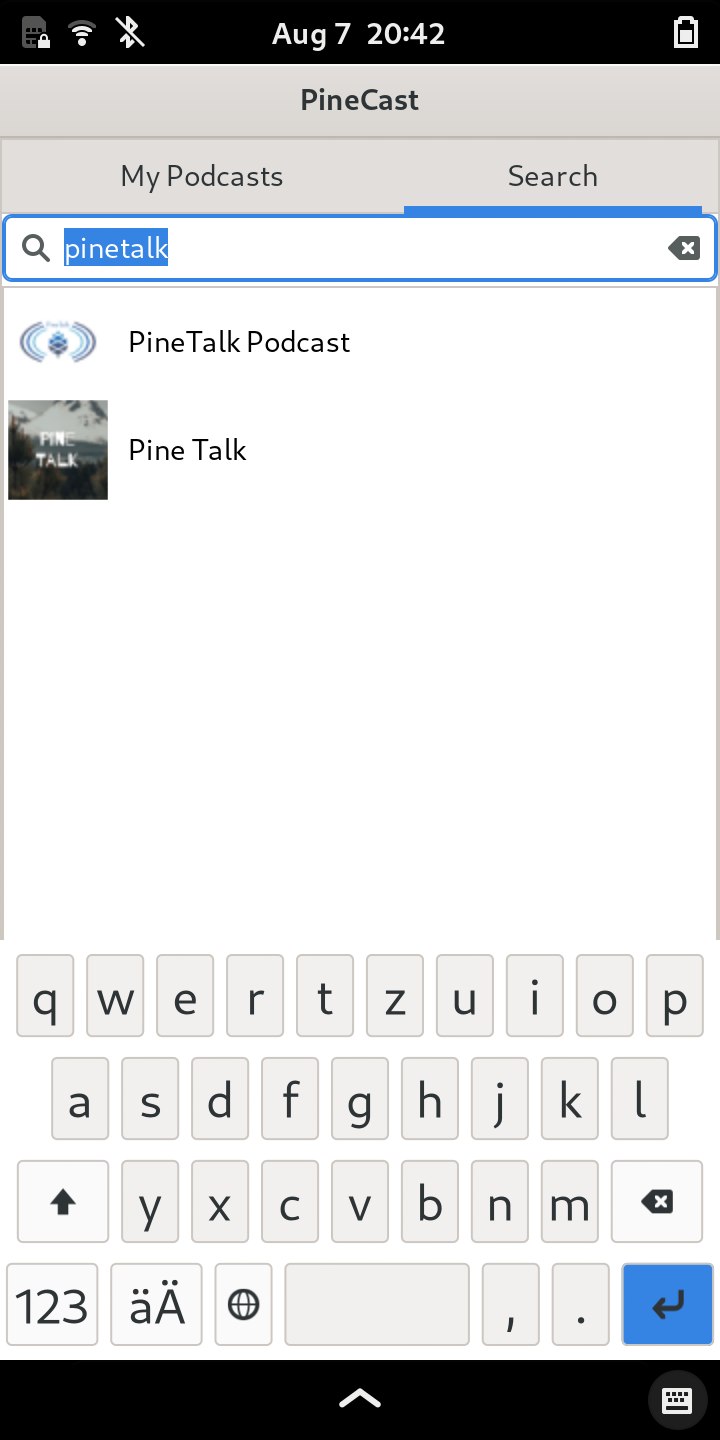 Aug 7 20:42
PineCast
My Podcasts Search
pinetalk
PineTalk Podcast
PINE
TALK
Pine Talk
q w e r t z u i o p
a s d f g h j k l
y x c v b n m
123 äÄ , .